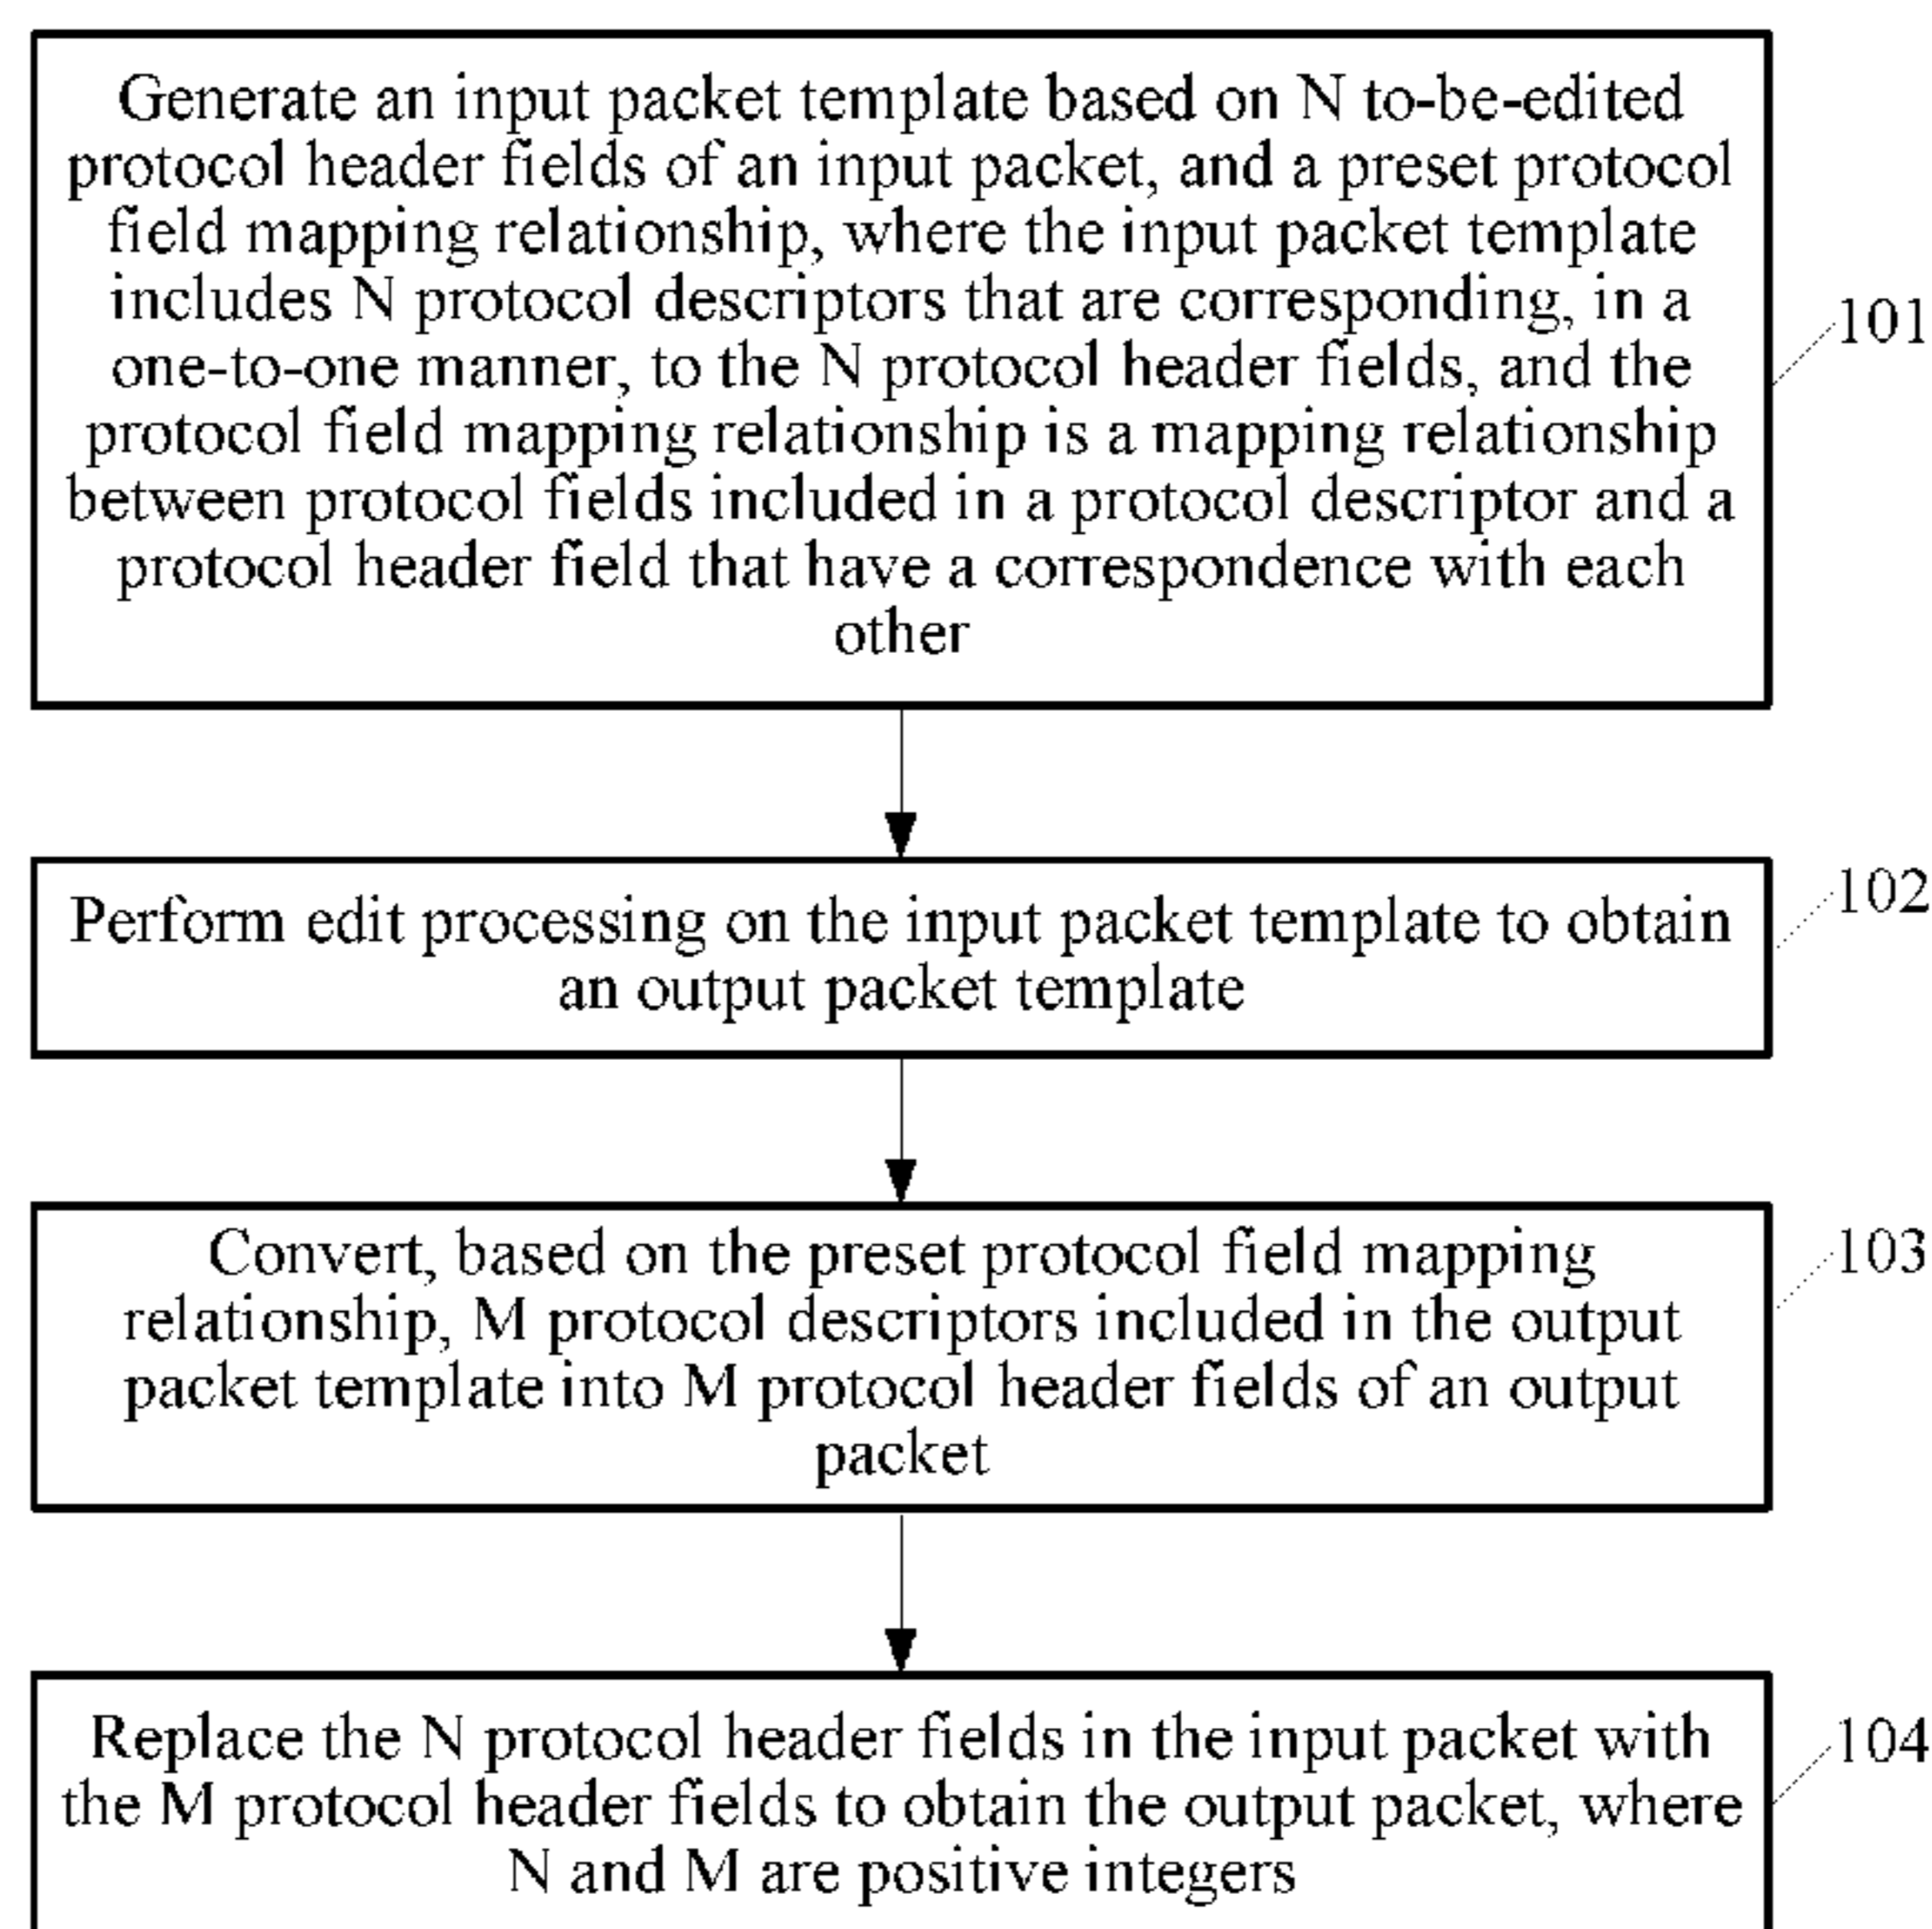 Generate an input packet template based on N to-be-edited
protocol header fields of an input packet, and a preset protocol
field mapping relationship, where the input packet template
includes N protocol descriptors that are corresponding, in a
one-to-one manner, to the N protocol header fields, and the
protocol field mapping relationship is a mapping relationship
between protocol fields included in a protocol descriptor and a
protocol header field that have a correspondence with each
other
101
Perform edit processing on the input packet template to obtain
an output packet template
102
Convert, based on the preset protocol field mapping
relationship, M protocol descriptors included in the output
packet template into M protocol header fields of an output
packet
103
Replace the N protocol header fields in the input packet with
the M protocol header fields to obtain the output packet, where
N and M are positive integers
104